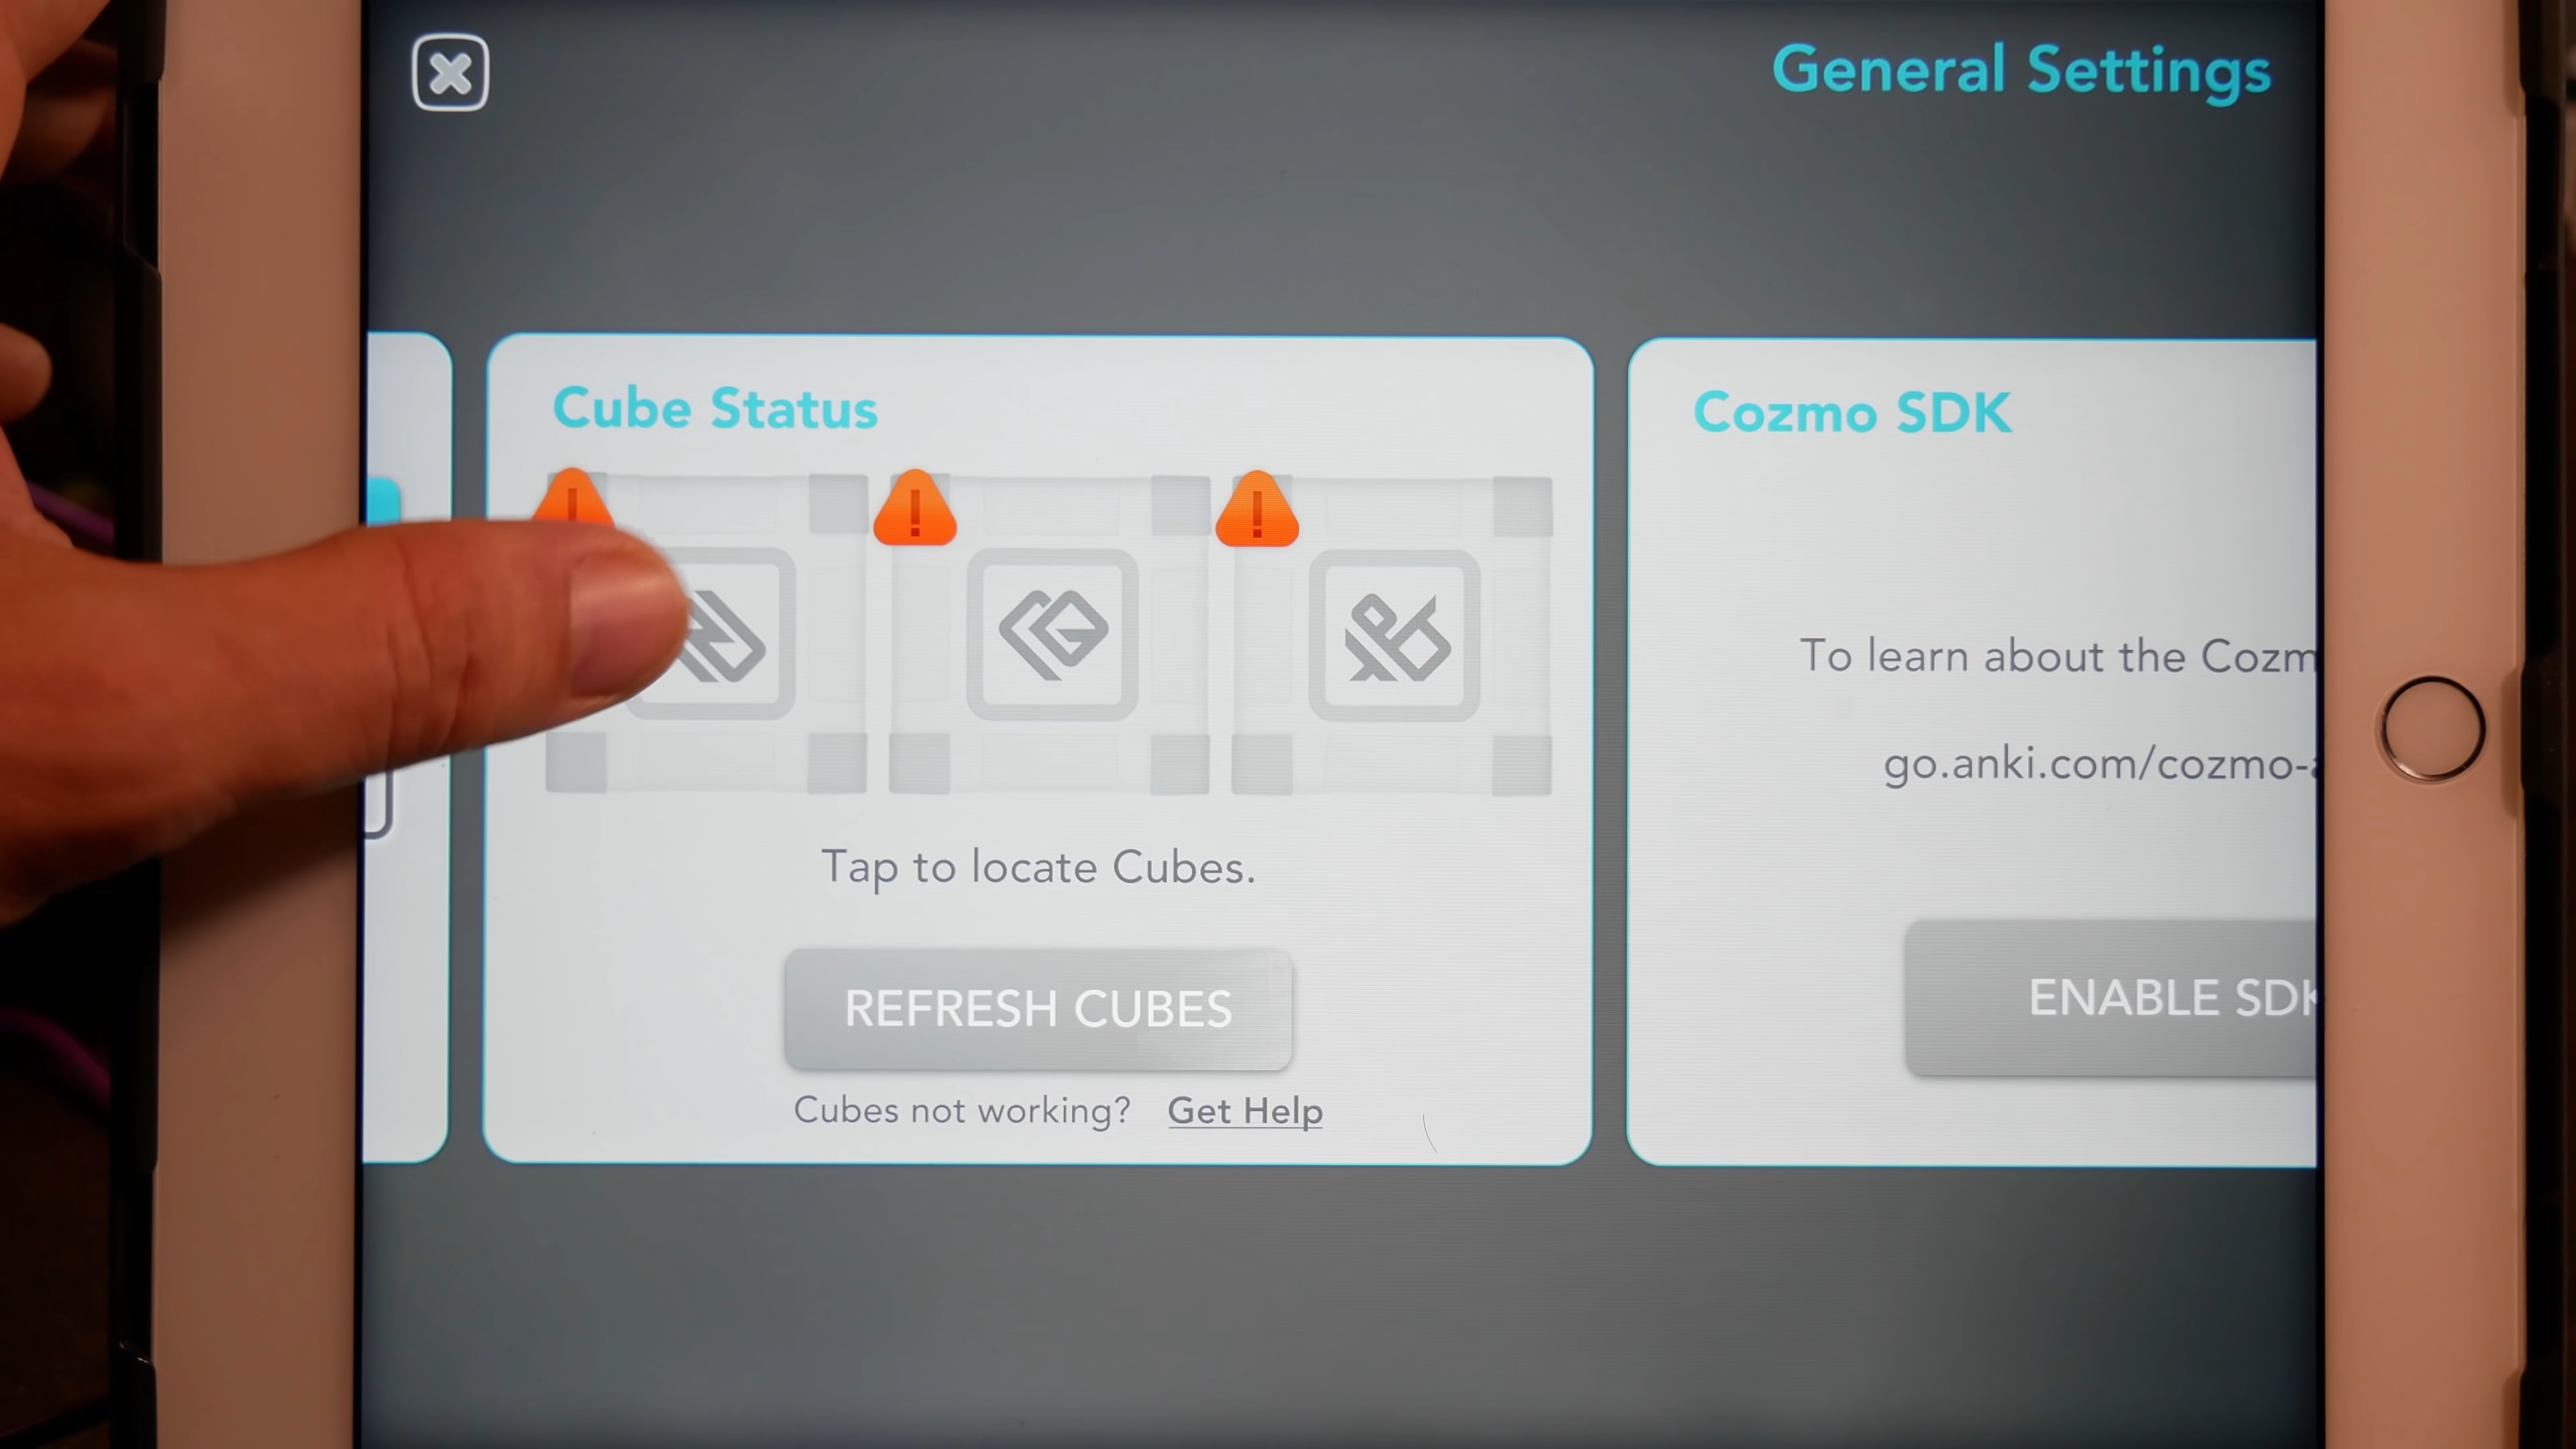 General Settings
Cube Status
Tap to locate Cubes.
REFRESH CUBES
Cubes not working? Get Help
Cozmo SDK
To learn about the Cozm
go.anki.com/cozmo-
ENABLE SDK